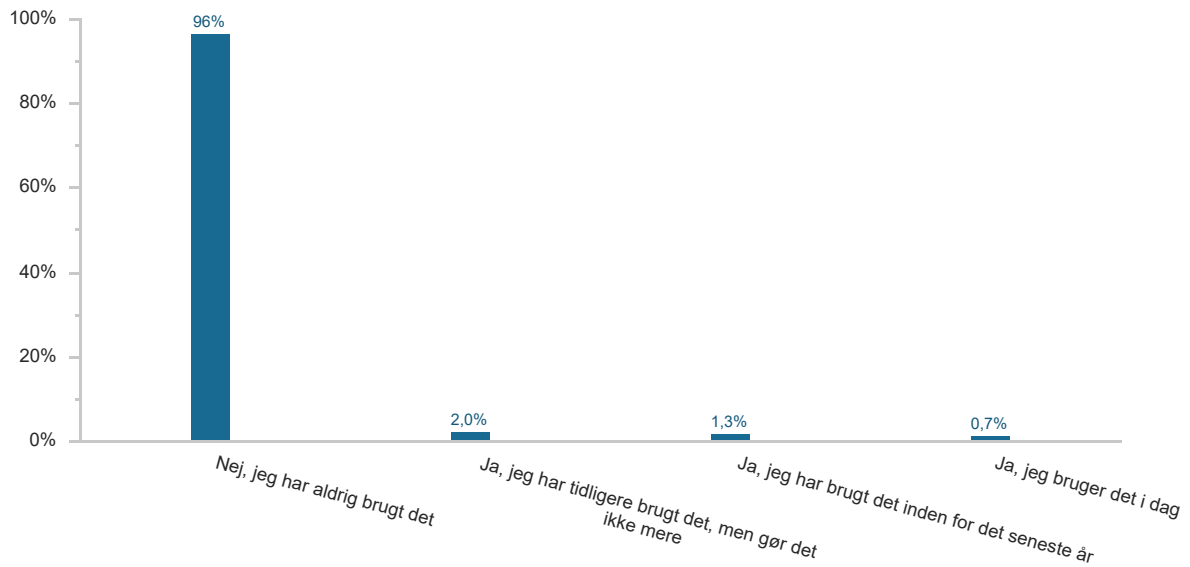 100%
80%
60%
40%
20%
0%
96%
2,0%
1,3%
0,7%
Nej, jeg har aldrig brugt det
Ja, jeg har tidligere brugt det, men gør det
ikke mere
Ja, jeg har brugt det inden for det seneste år
Ja, jeg bruger det i dag